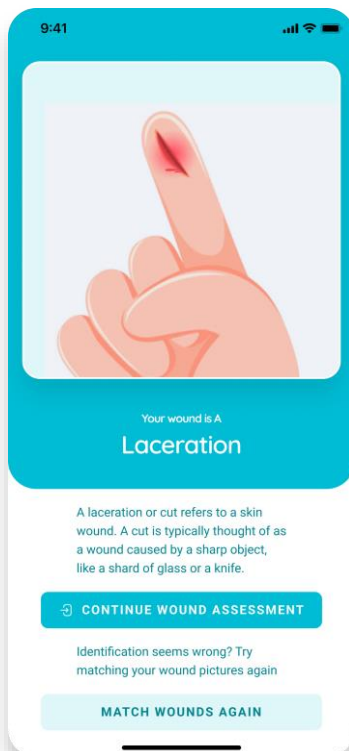 9:41
Your wound is A
Laceration
A laceration or cut refers to a skin
wound. A cut is typically thought of as
a wound caused by a sharp object,
like a shard of glass or a knife.
CONTINUE WOUND ASSESSMENT
Identification seems wrong? Try
matching your wound pictures again
MATCH WOUNDS AGAIN